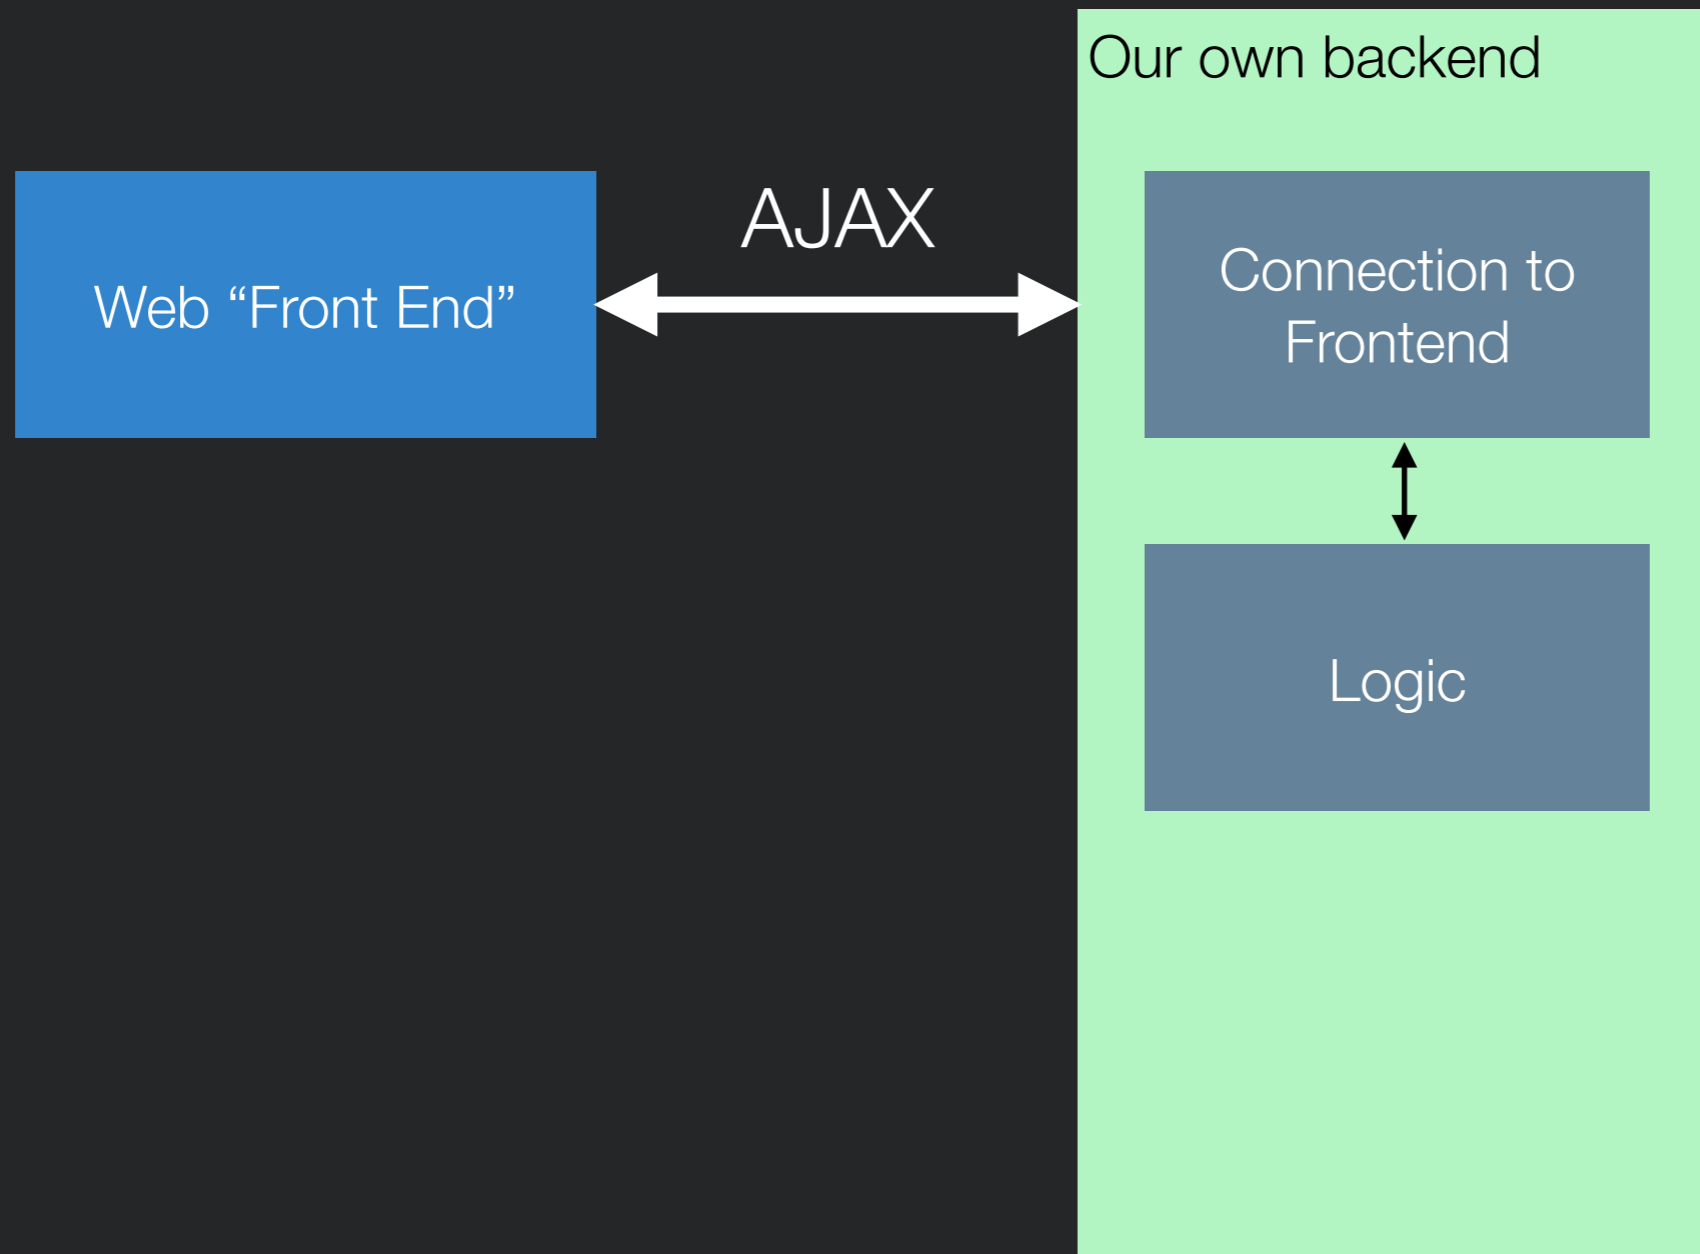 Our own backend
AJAX
Web “Front End”
Connection to
Frontend
Logic